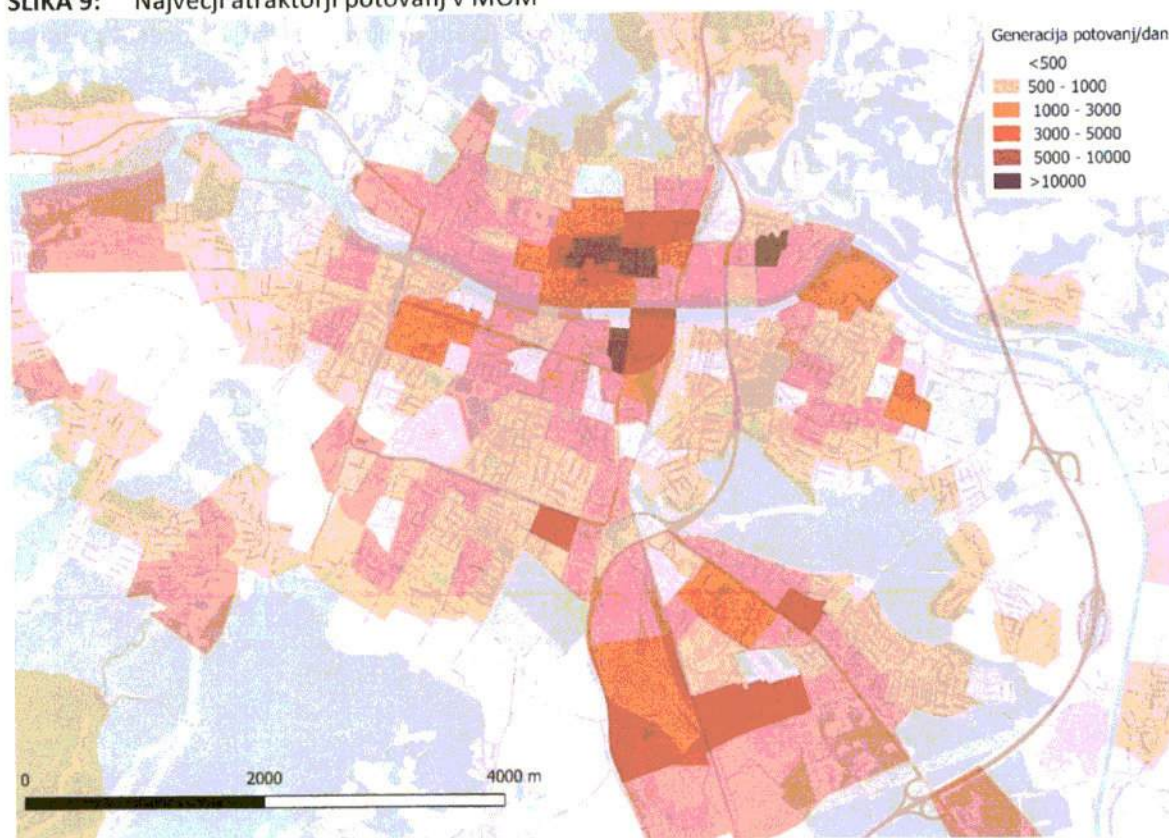 SLIKA 9: Največji atraktorji potovanj v MOM
Generacija potovanj/dan
<500
500 - 1000
1000 - 3000
3000 - 5000
5000 - 10000
>10000
0 2000 4000 m